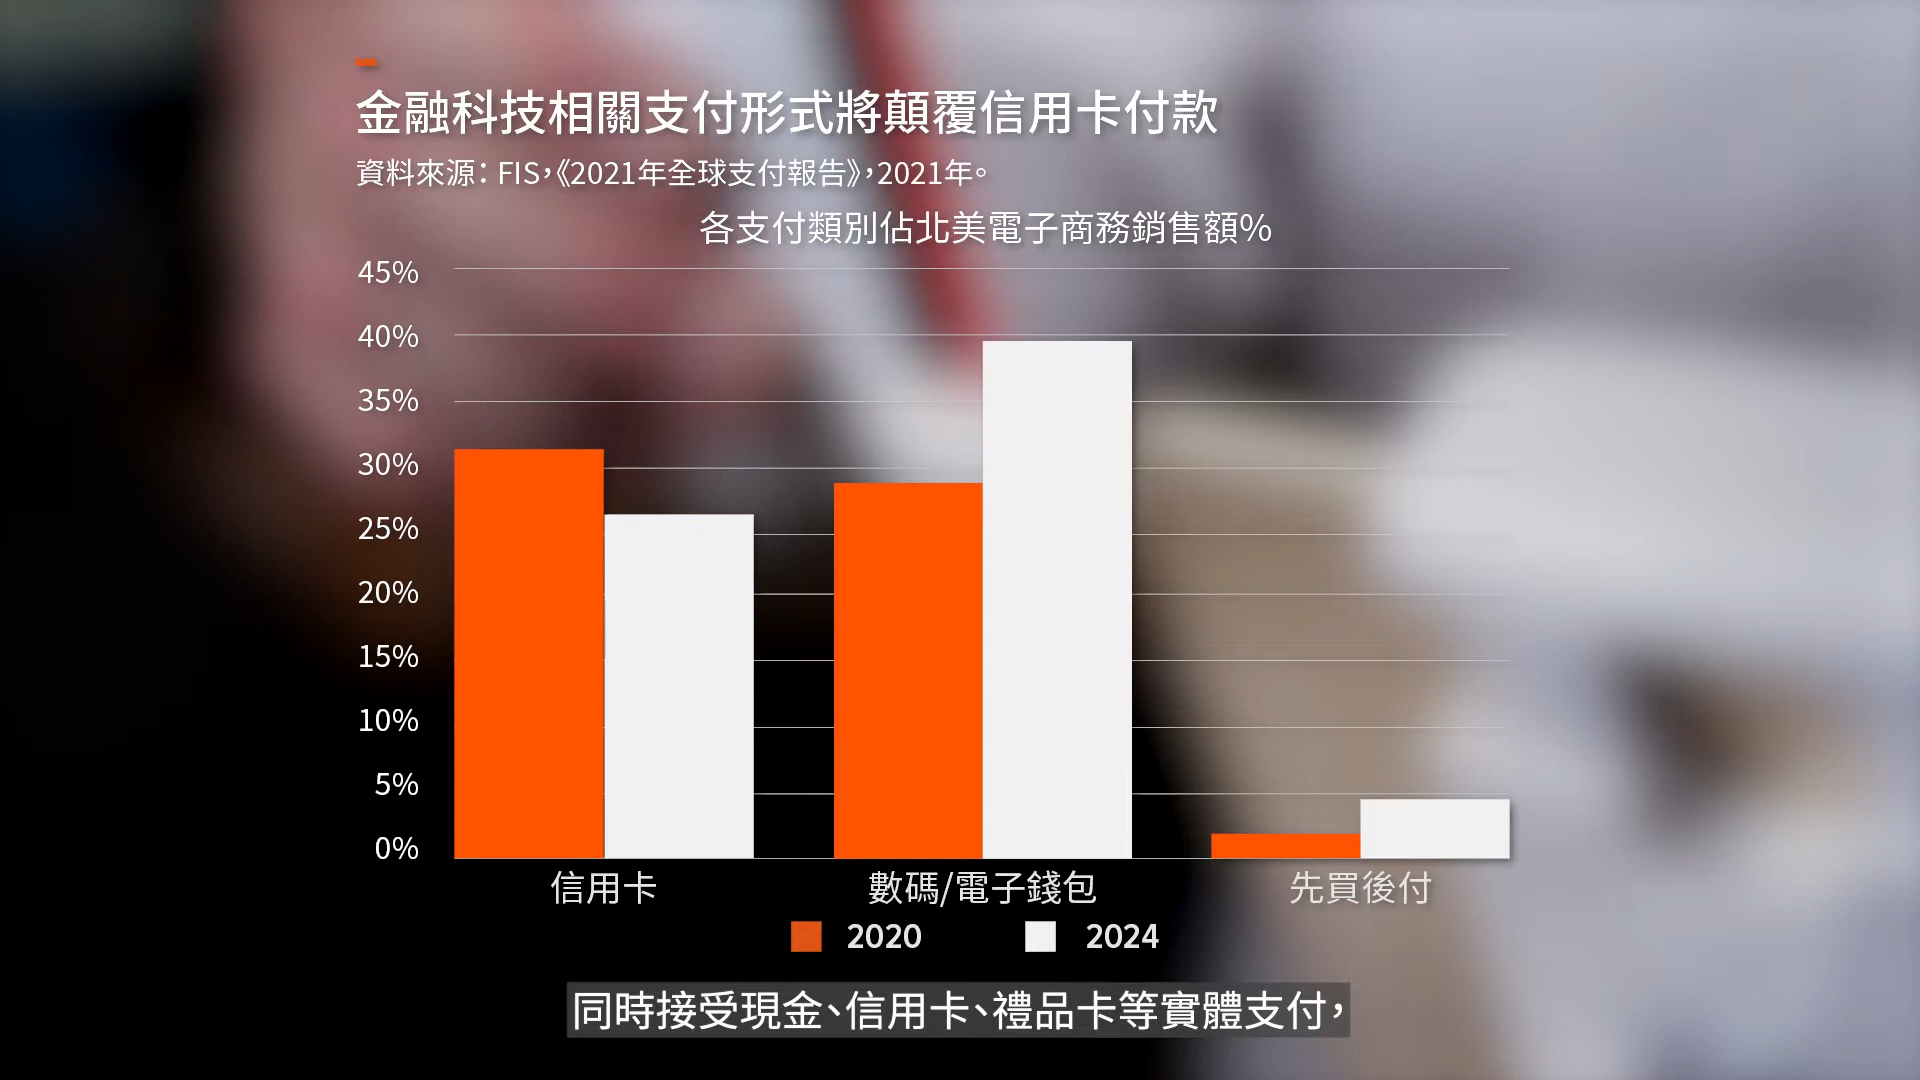 金融科技相關支付形式將顛覆信用卡付款
資料來源：FIS，《2021年全球支付報告》，2021年。
各支付類別佔北美電子商務銷售額%
45%
40%
35%
30%
25%
20%
15%
10%
5%
0%
信用卡
數碼/電子錢包
先買後付
2020
2024
同時接受現金、信用卡、禮品卡等實體支付，